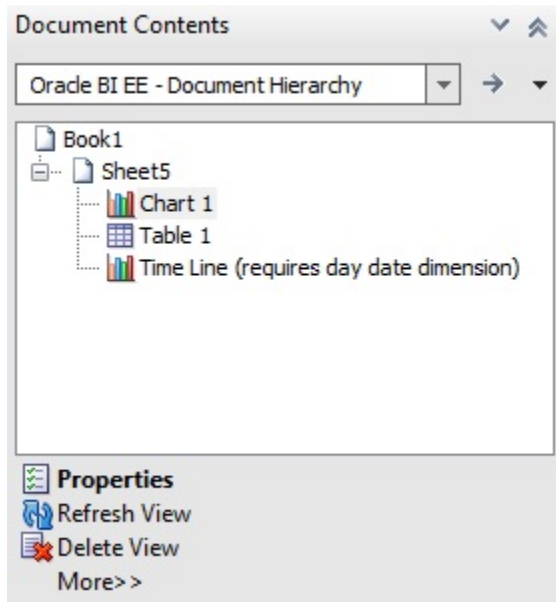 Document Contents
Oracle BI EE - Document Hierarchy
Book1
Sheet5
Chart 1
Table 1
Time Line (requires day date dimension)
Properties
Refresh View
Delete View
More>>